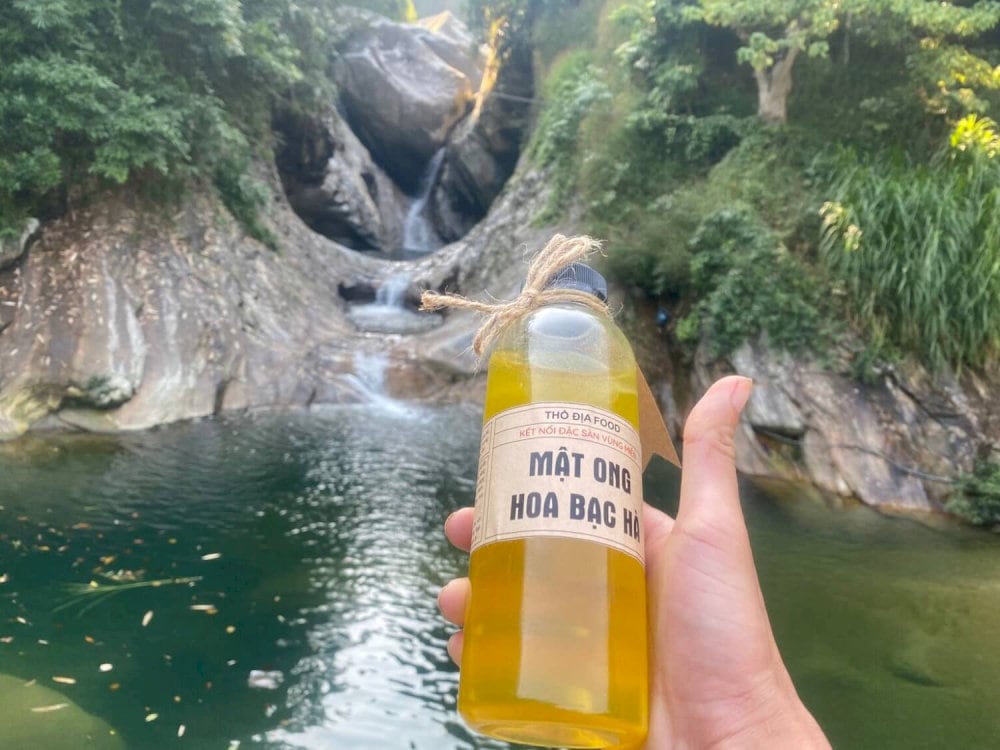 THỔ ĐỊA FOOD
KẾT NỐI ĐẶC SẢN VÙNG MIỀN
MẬT ONG
HOA BẠC HÀ